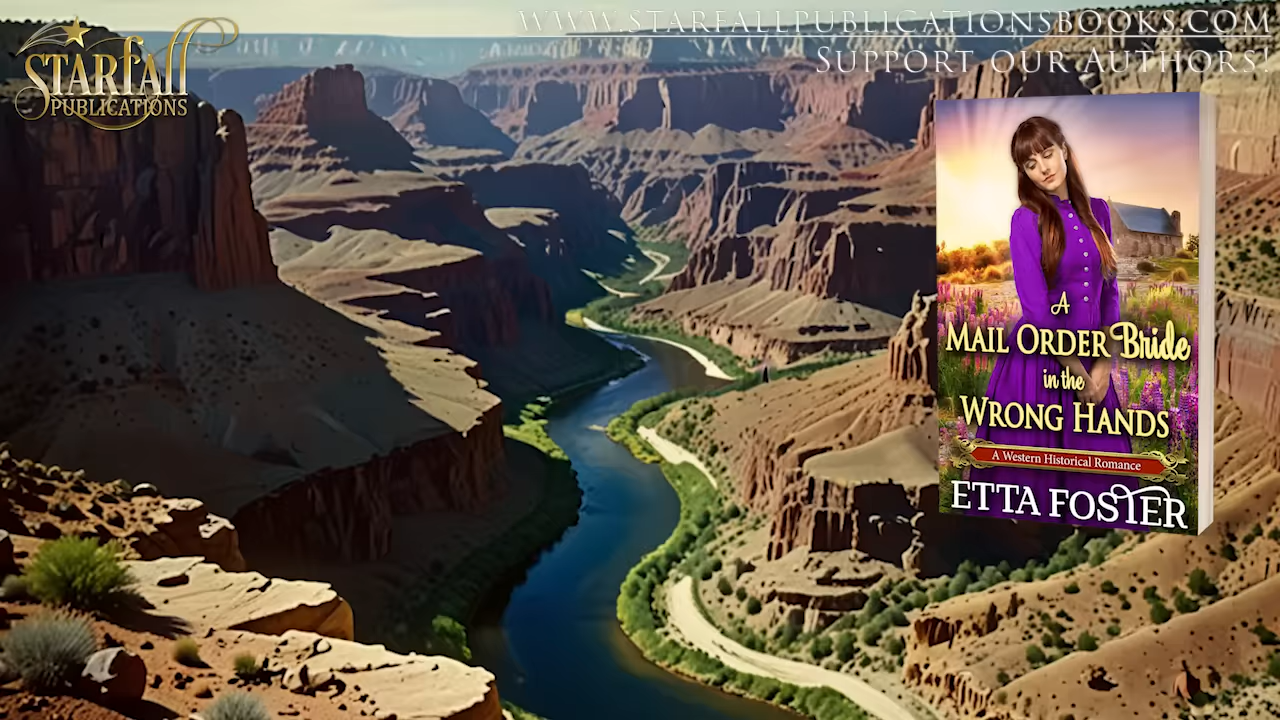 STARfall
PUBLICATIONS
WWW.STARFALLPUBLICATIONSBOOKS.COM
SUPPORT OUR AUTHORS!
A
MAIL ORDER Bride
in the
WRONG HANDS
A Western Historical Romance
ETTA FOSTER